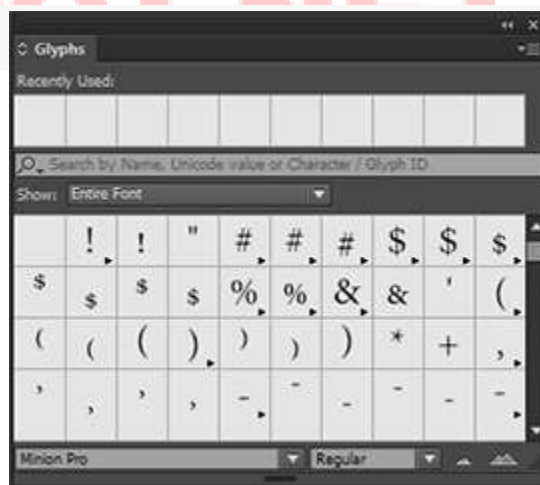 Glyphs
Recently Used:
Search by Name, Unicode value or Character / Glyph ID
Show: Entire Font
! ! " # # # $ $ $
$ $ $ $ % % & & ' (
( ( ( ) ) ) ) * + ,
, , , , - - - - - -
Minion Pro Regular